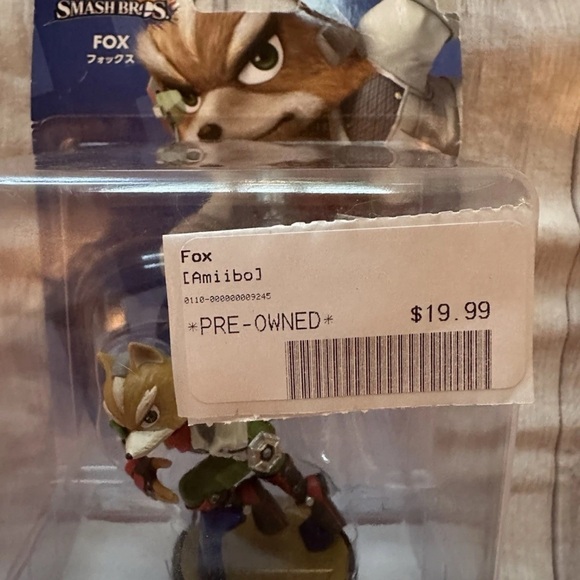 SMASH BROS.
FOX
フォックス
Fox
[Amiibo]
0110-000000009245
*PRE-OWNED* $19.99